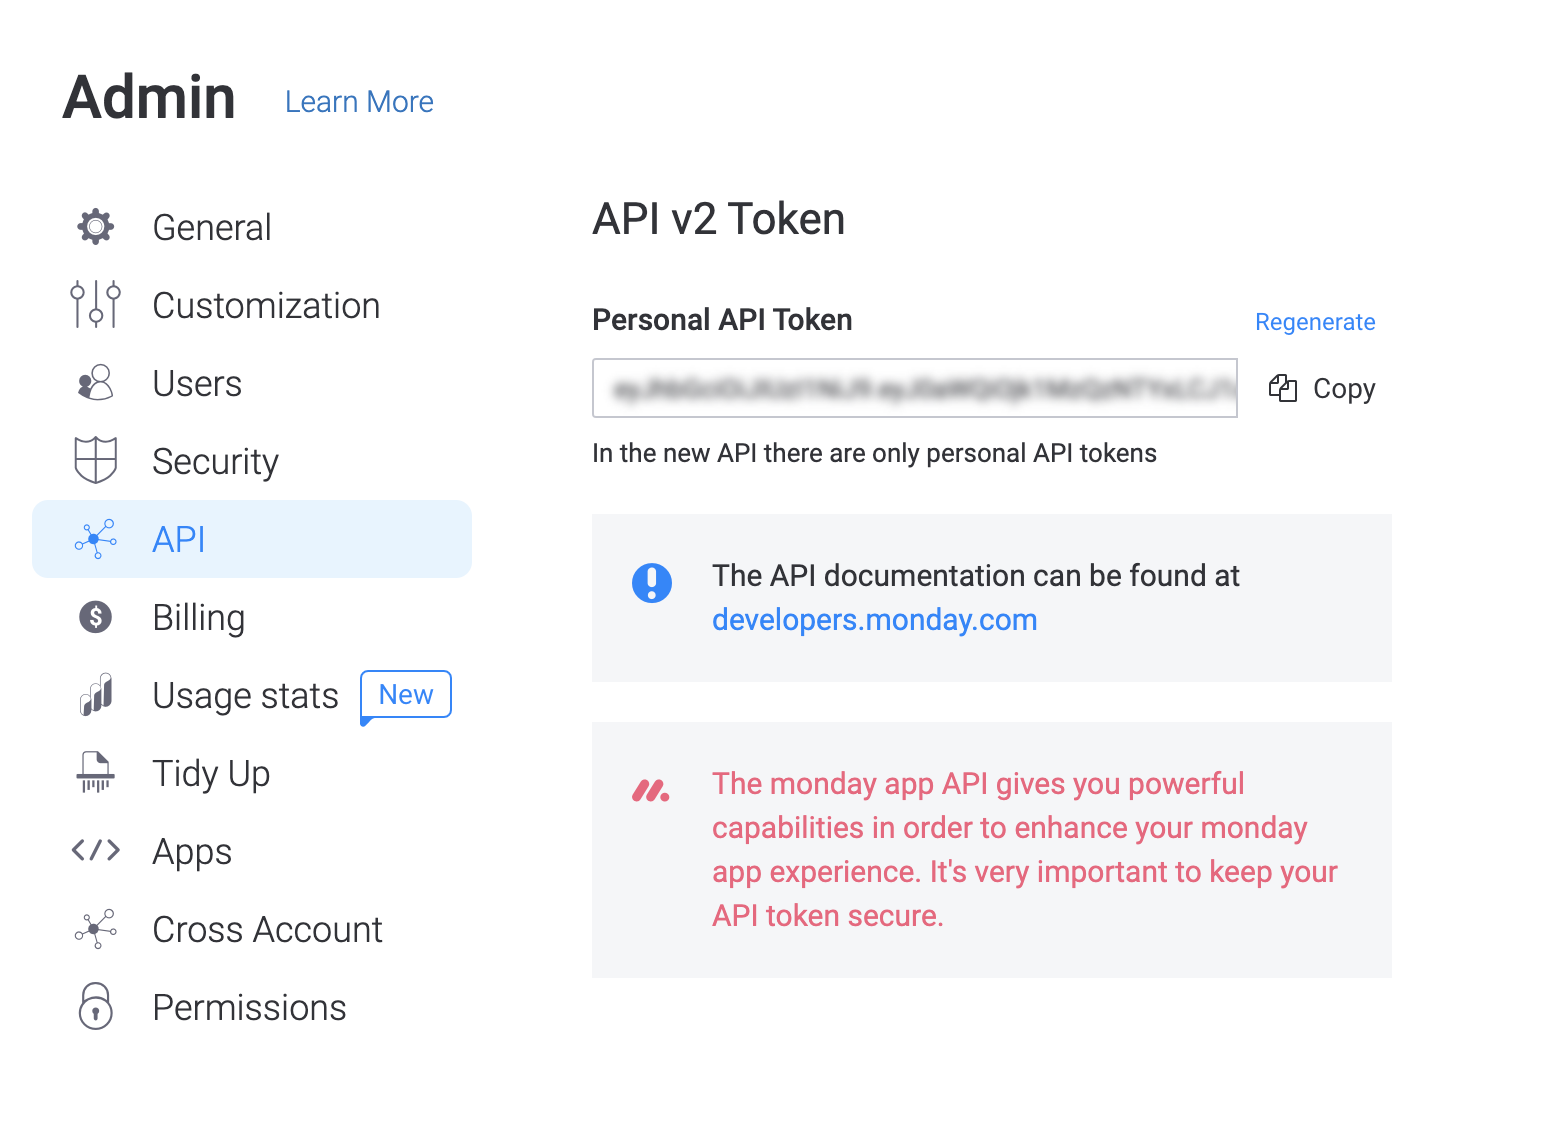 Admin
Learn More
General
Customization
Users
Security
API
Billing
Usage stats
New
Tidy Up
Apps
Cross Account
Permissions
API v2 Token
Personal API Token
Regenerate
Copy
In the new API there are only personal API tokens
The API documentation can be found at
developers.monday.com
The monday app API gives you powerful
capabilities in order to enhance your monday
app experience. It's very important to keep your
API token secure.